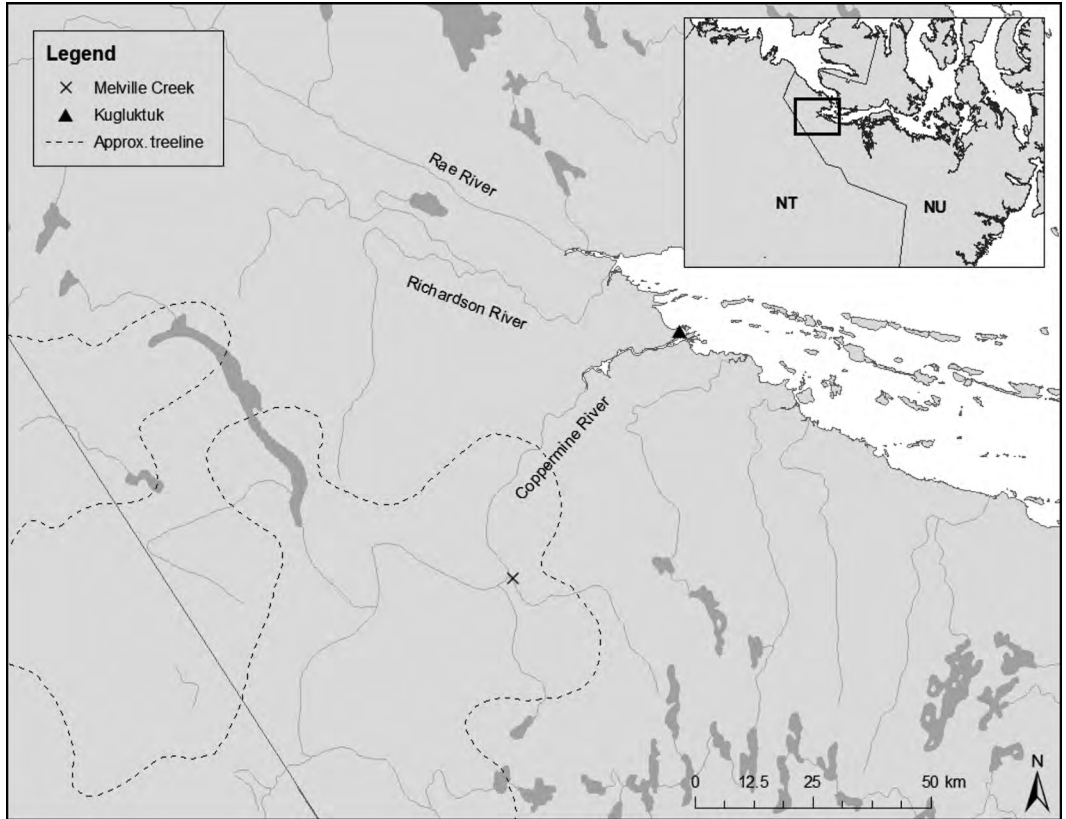 Legend
Melville Creek
Kugluktuk
Approx. treeline
NT
NU
Rae River
Richardson River
Coppermine River
0 12.5 25 50 km
N